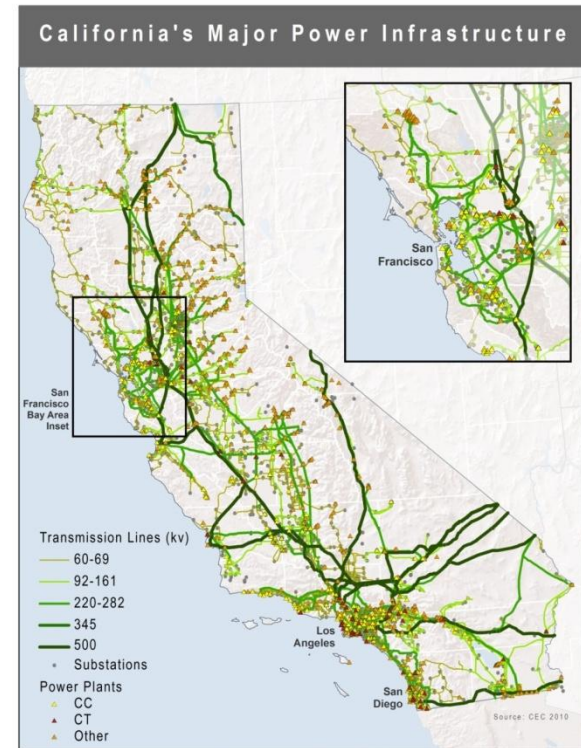 California's Major Power Infrastructure
San
Francisco
San
Francisco
Bay Area
Inset
Transmission Lines (kv)
60-69
92-161
220-282
345
500
Substations
Power Plants
CC
CT
Other
Los
Angeles
San
Diego
Source: CEC 2010